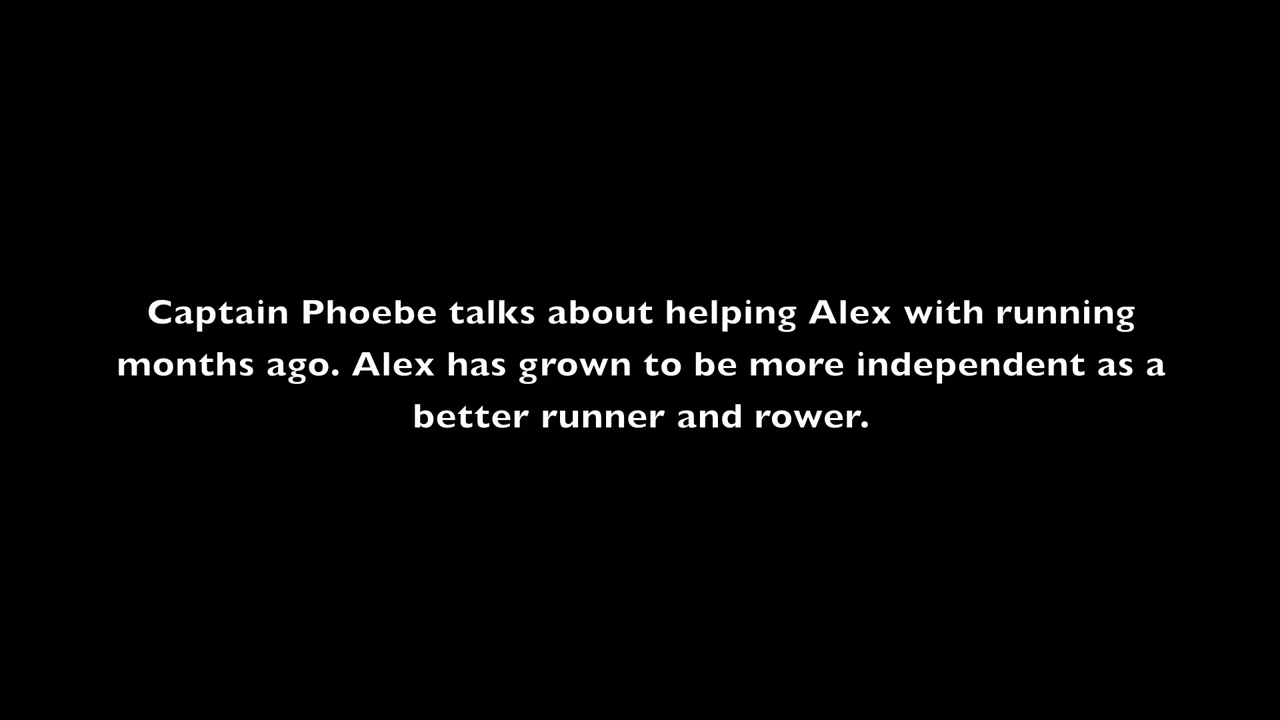 Captain Phoebe talks about helping Alex with running
months ago. Alex has grown to be more independent as a
better runner and rower.